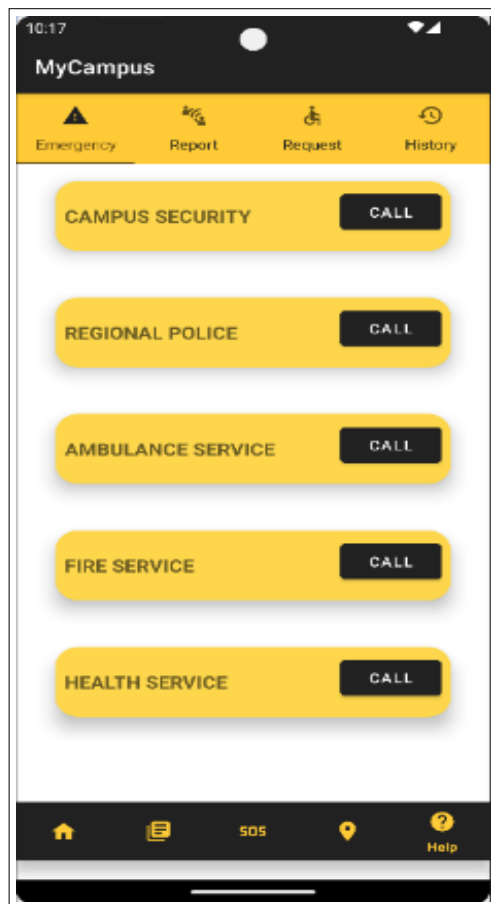 10:17
MyCampus
Emergency Report Request History
CAMPUS SECURITY CALL
REGIONAL POLICE CALL
AMBULANCE SERVICE CALL
FIRE SERVICE CALL
HEALTH SERVICE CALL
SOS
Help